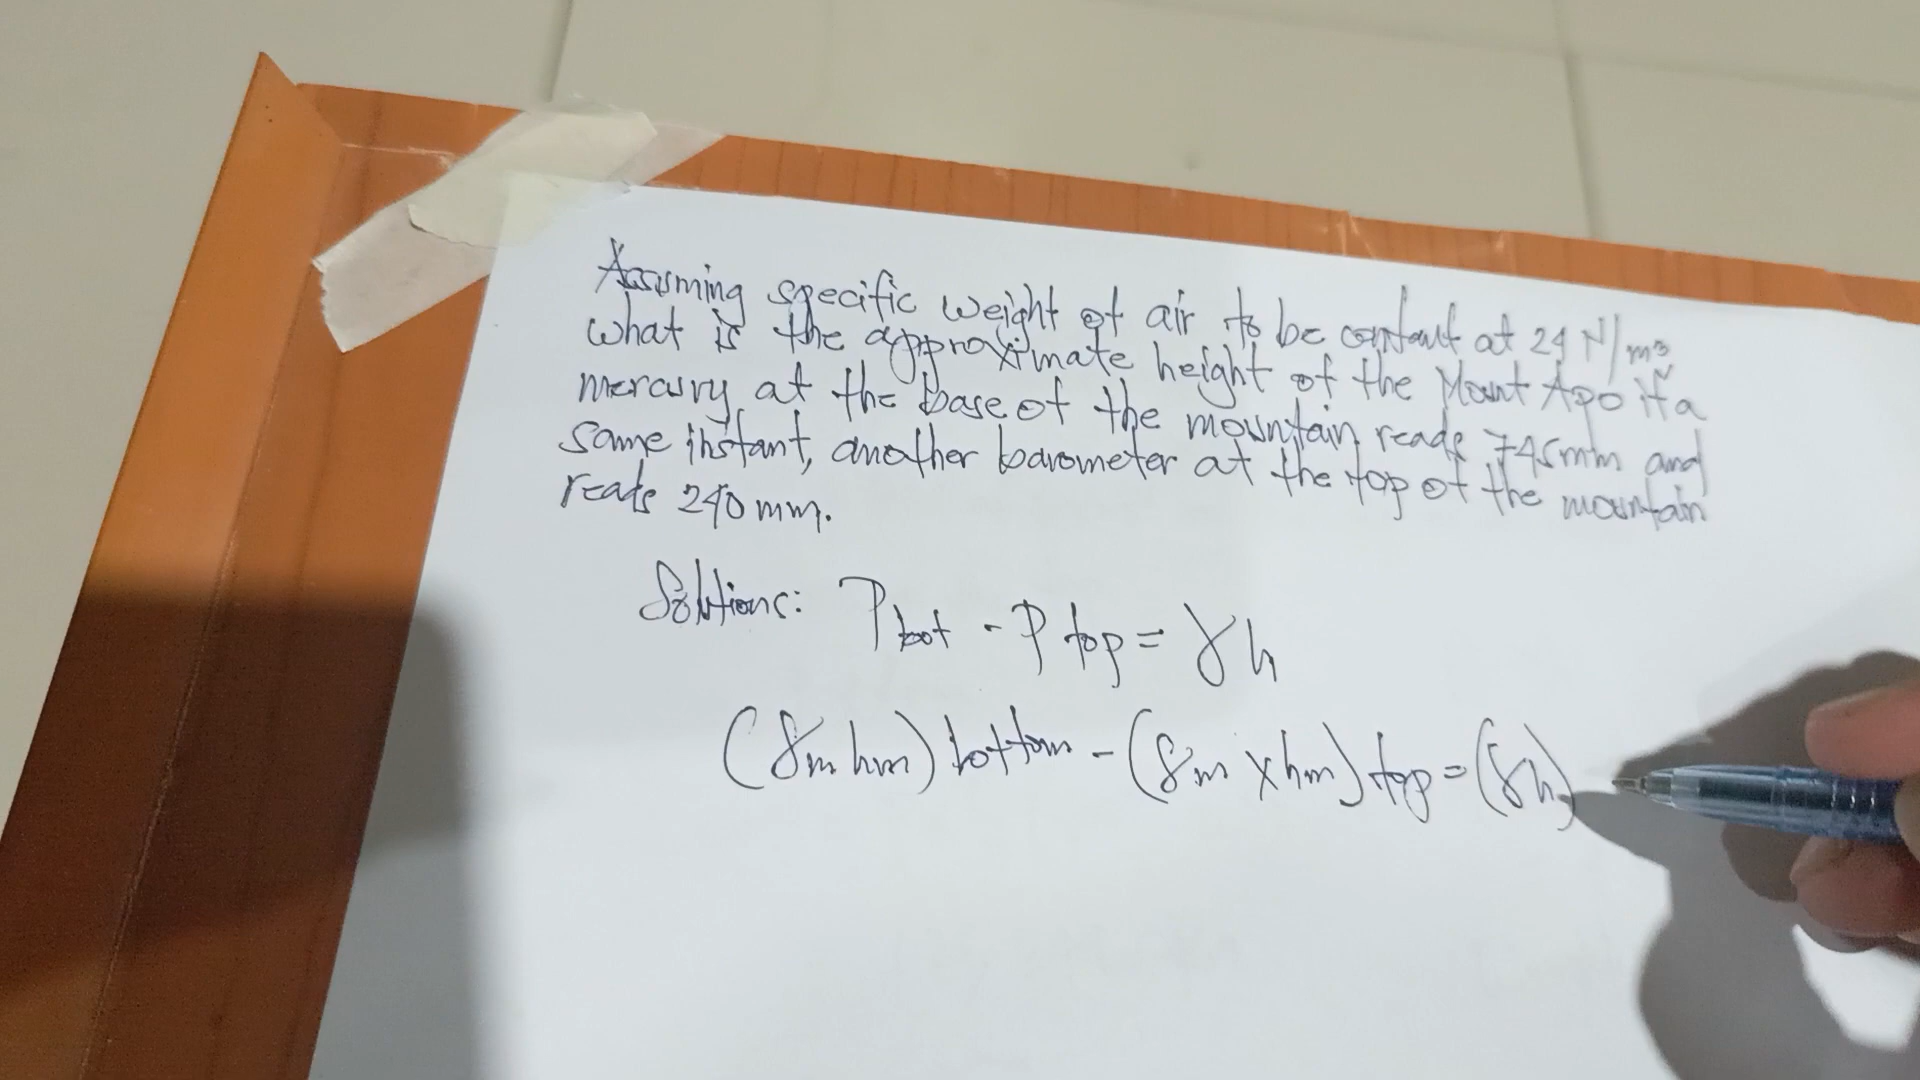 Assuming specific weight of air to be contant at 24 N/m³
what is the approximate height of the Mount Apo if a
mercury at the base of the mountain reads 745mm and
same instant, another barometer at the top of the mountain
reads 240 mm.
Solutions: Pbot - Ptop = γh
(γm hm) bottom - (γm x hm) top = (γh)